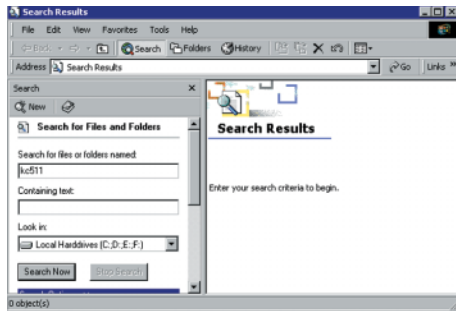 Search Results
File Edit View Favorites Tools Help
Back Search Folders History
Address Search Results Go Links »
Search
New
Search for Files and Folders
Search for files or folders named:
kc511
Containing text:
Look in:
Local Harddrives (C:,D:,E:,F:)
Search Now Stop Search
Search Results
Enter your search criteria to begin.
0 object(s)